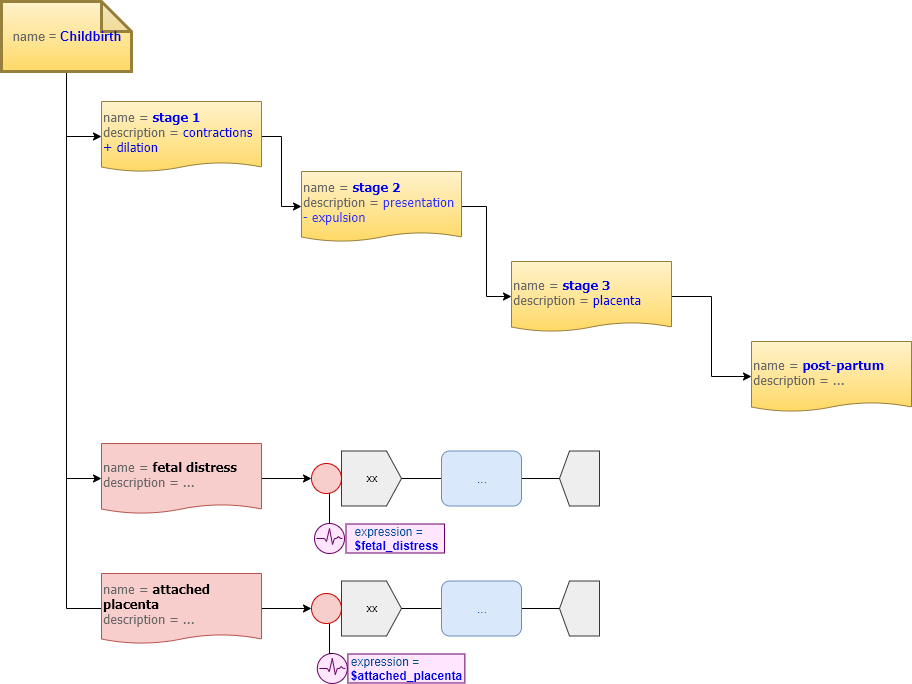 name = Childbirth
name = stage 1
description = contractions
+ dilation
name = stage 2
description = presentation
- expulsion
name = stage 3
description = placenta
name = post-partum
description = ...
name = fetal distress
description = ...
xx
...
expression =
$fetal_distress
name = attached
placenta
description = ...
xx
...
expression =
$attached_placenta